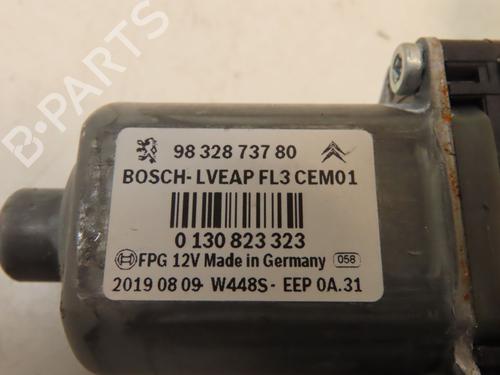 98 328 737 80
BOSCH- LVEAP FL3 CEM01
0 130 823 323
FPG 12V Made in Germany 058
2019 08 09- W448S- EEP 0A.31
B-PARTS